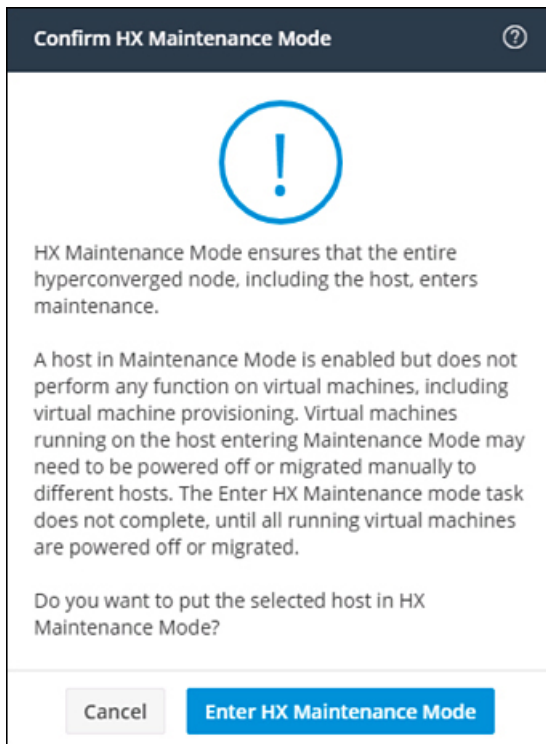 Confirm HX Maintenance Mode
HX Maintenance Mode ensures that the entire
hyperconverged node, including the host, enters
maintenance.
A host in Maintenance Mode is enabled but does not
perform any function on virtual machines, including
virtual machine provisioning. Virtual machines
running on the host entering Maintenance Mode may
need to be powered off or migrated manually to
different hosts. The Enter HX Maintenance mode task
does not complete, until all running virtual machines
are powered off or migrated.
Do you want to put the selected host in HX
Maintenance Mode?
Cancel
Enter HX Maintenance Mode